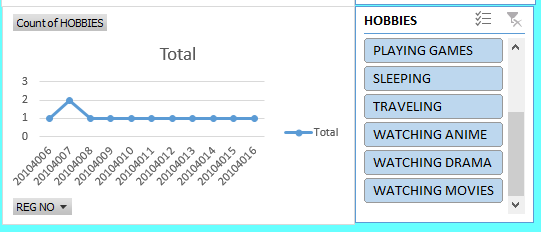 Count of HOBBIES
Total
3
2
1
0
20104006
20104007
20104008
20104009
20104010
20104011
20104012
20104013
20104014
20104015
20104016
Total
REG NO
HOBBIES
PLAYING GAMES
SLEEPING
TRAVELING
WATCHING ANIME
WATCHING DRAMA
WATCHING MOVIES